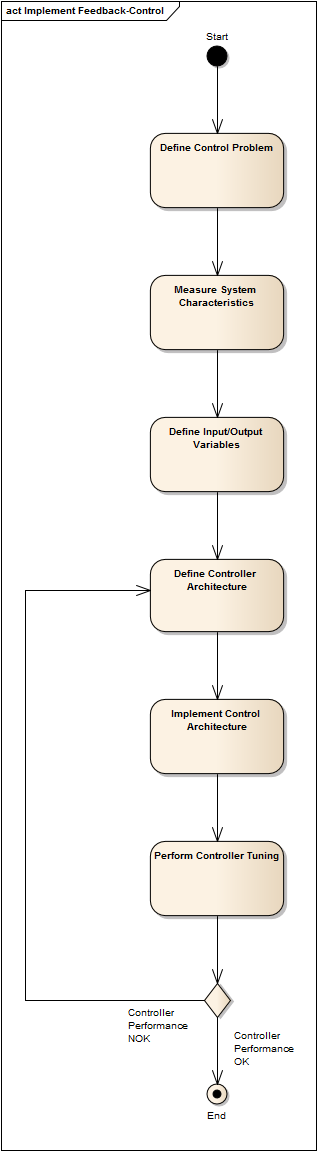 act Implement Feedback-Control
Start
Define Control Problem
Measure System
Characteristics
Define Input/Output
Variables
Define Controller
Architecture
Implement Control
Architecture
Perform Controller Tuning
Controller
Performance
NOK
Controller
Performance
OK
End